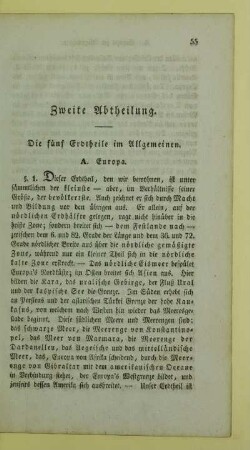 55
Zweite Abtheilung.
Die fünf Erdtheile im Allgemeinen.
A. Europa.
§. 1. Dieser Erdtheil, den wir bewohnen, ist unter
sämmtlichen der kleinste — aber, im Verhältnisse seiner
Größe, der bevölkertste. Auch zeichnet er sich durch Macht
und Bildung vor den übrigen aus. Er allein, auf der
nördlichen Erdhälfte gelegen, ragt nicht hinüber in die
heiße Zone; sondern breitet sich — dem Festlande nach —
zwischen dem 6. und 82. Grade der Länge und dem 36. und 72.
Grade nördlicher Breite aus über die nördliche gemäßigte
Zone, während nur ein kleiner Theil sich in die nördliche
kalte Zone erstreckt. — Das nördliche Eismeer bespület
Europa's Nordküste; im Osten breitet sich Asien aus. Hier
bilden der Kara, das uralische Gebirge, der Fluß Ural
und der kaspische See die Grenze. Im Süden erhebt sich
an Persiens und der asiatischen Türkei Grenze der hohe Kau-
kasus, von welchem nach Westen hin wieder das Meeresge-
stade beginnt. Diese südlichen Meere und Meerengen sind:
das schwarze Meer, die Meerenge von Konstantino-
pel, das Meer von Marmara, die Meerenge der
Dardanellen, das Aegeische und das mittelländische
Meer, das, Europa von Afrika scheidend, durch die Meer-
enge von Gibraltar mit dem amerikanischen Oceane
in Verbindung stehet, der Europa's Westgrenze bildet, und
jenseits dessen Amerika sich ausbreitet. — Unser Erdtheil ist